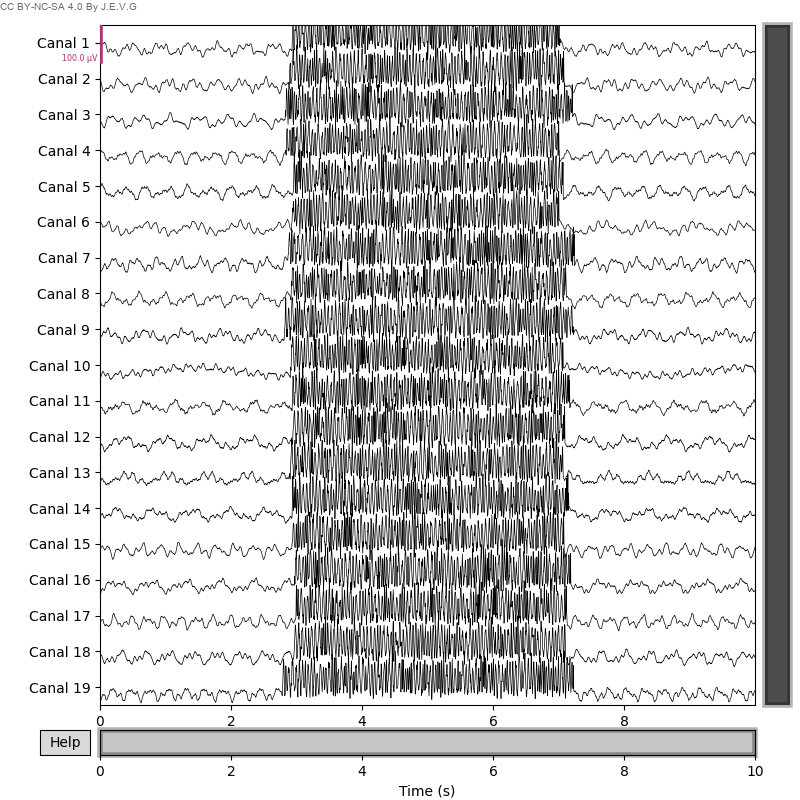 CC BY-NC-SA 4.0 By J.E.V.G
Canal 1
100.0 µV
Canal 2
Canal 3
Canal 4
Canal 5
Canal 6
Canal 7
Canal 8
Canal 9
Canal 10
Canal 11
Canal 12
Canal 13
Canal 14
Canal 15
Canal 16
Canal 17
Canal 18
Canal 19
0 2 4 6 8
Help
0 2 4 6 8 10
Time (s)